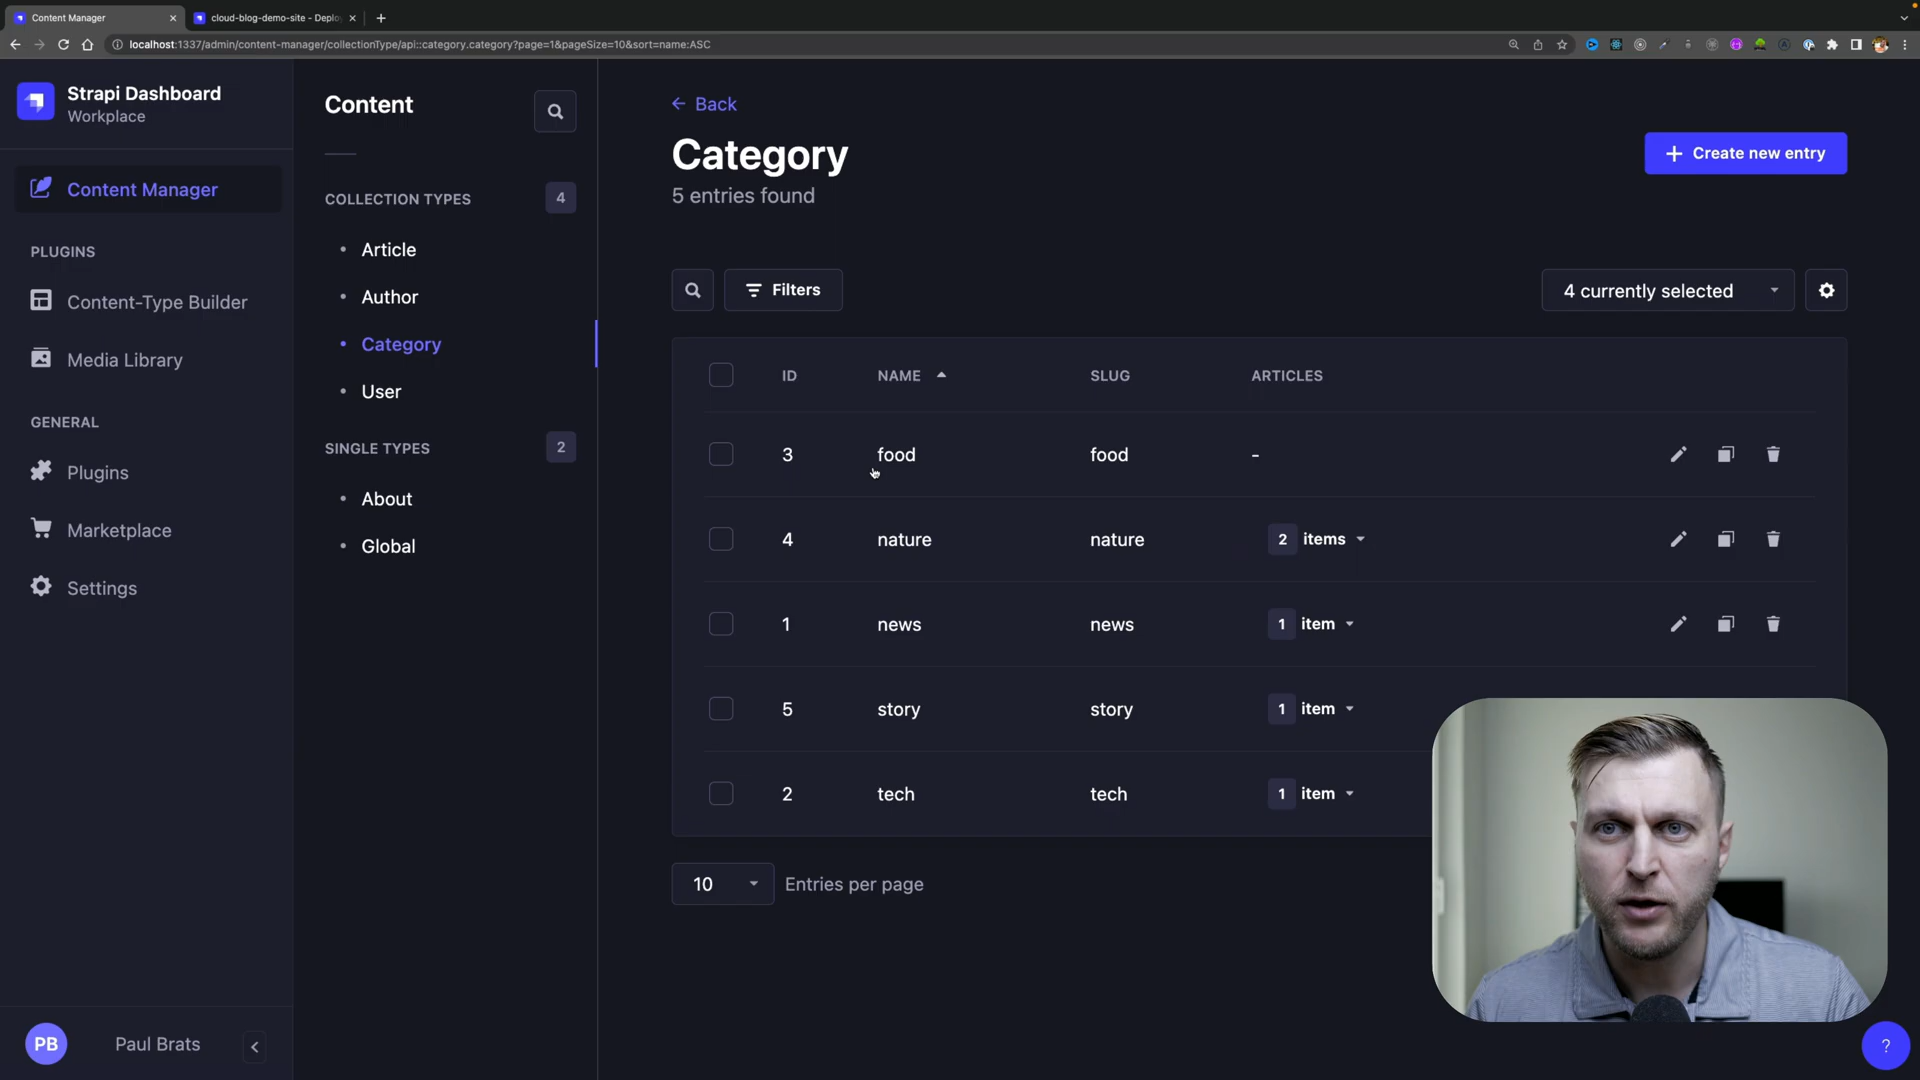 Content Manager
cloud-blog-demo-site - Deploy
localhost:1337/admin/content-manager/collectionType/api::category.category?page=1&pageSize=10&sort=name:ASC
Strapi Dashboard
Workplace
Content Manager
PLUGINS
Content-Type Builder
Media Library
GENERAL
Plugins
Marketplace
Settings
PB
Paul Brats
Content
COLLECTION TYPES 4
Article
Author
Category
User
SINGLE TYPES 2
About
Global
Back
Category
5 entries found
Create new entry
Filters
4 currently selected
ID NAME SLUG ARTICLES
3 food food -
4 nature nature 2 items
1 news news 1 item
5 story story 1 item
2 tech tech 1 item
10 Entries per page
?